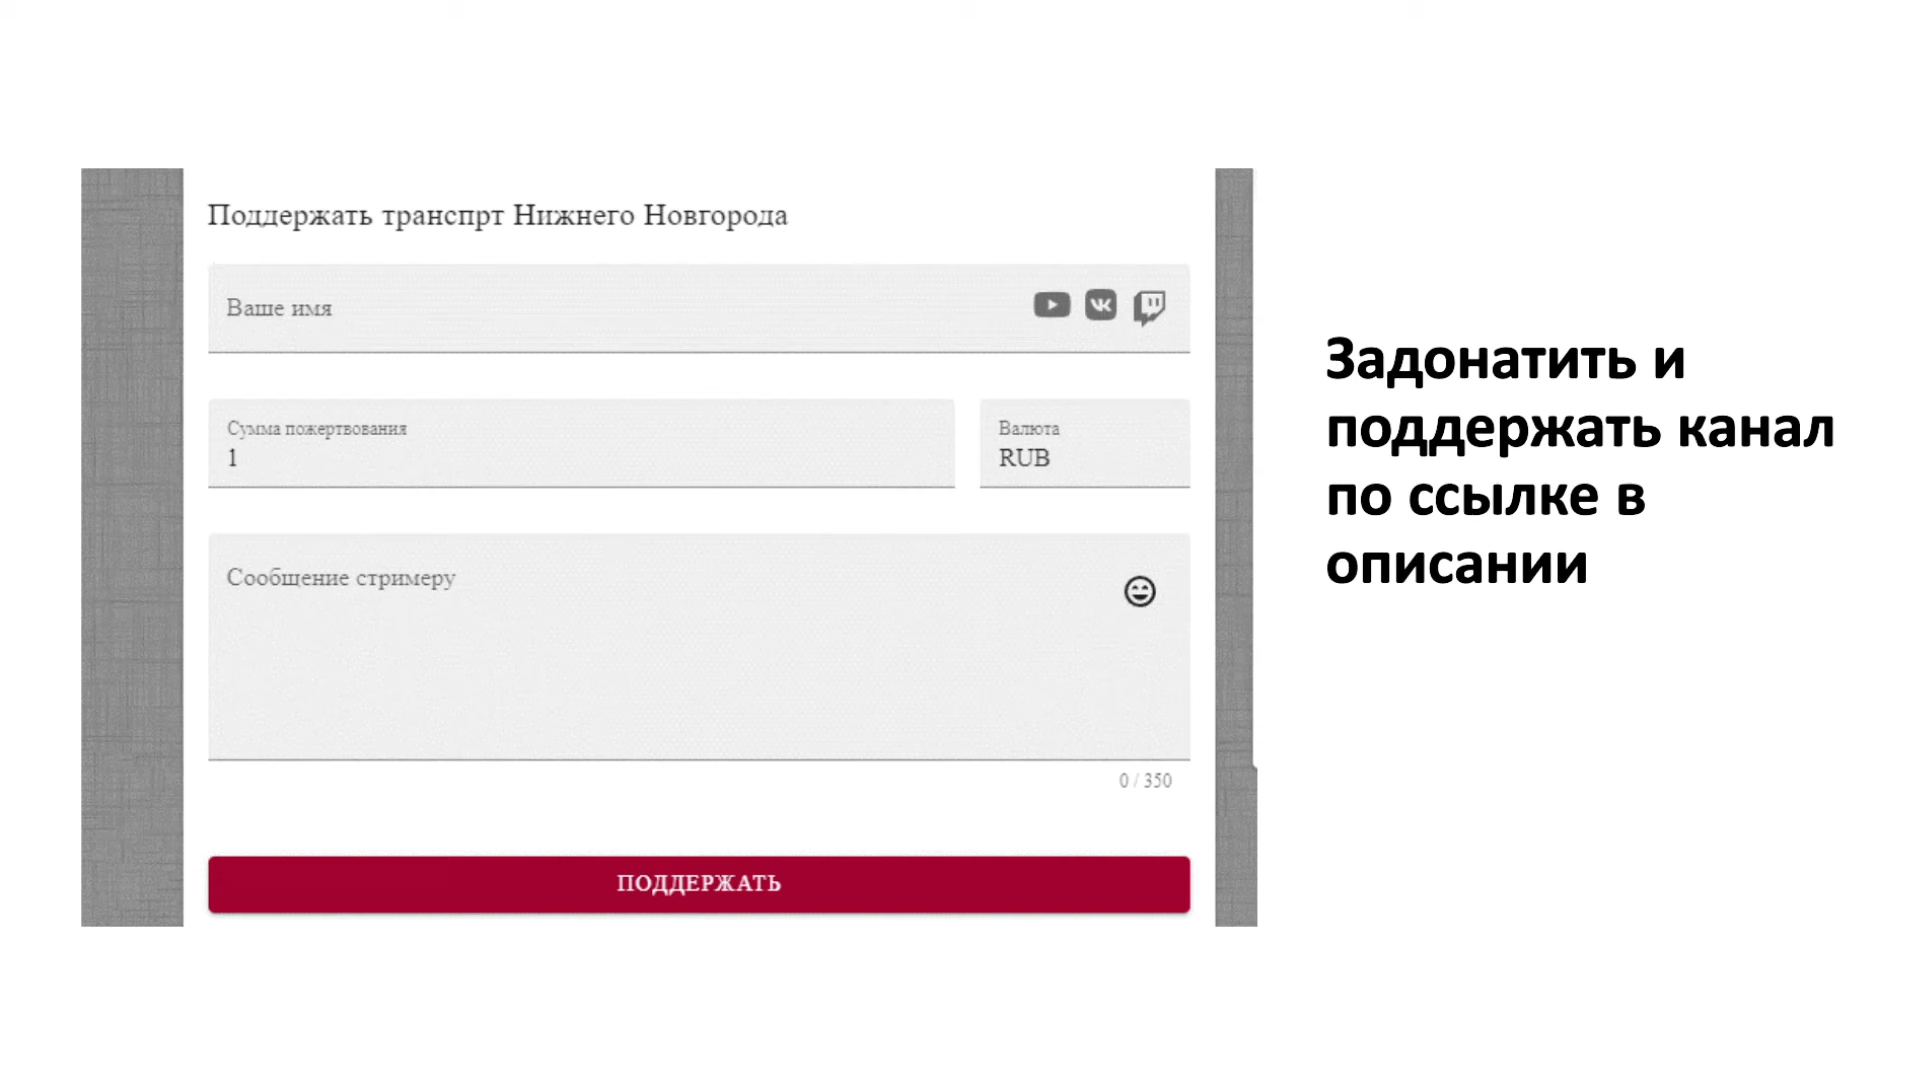 Поддержать транспрт Нижнего Новгорода
Ваше имя
Сумма пожертвования
1
Валюта
RUB
Сообщение стримеру
0 / 350
ПОДДЕРЖАТЬ
Задонатить и
поддержать канал
по ссылке в
описании